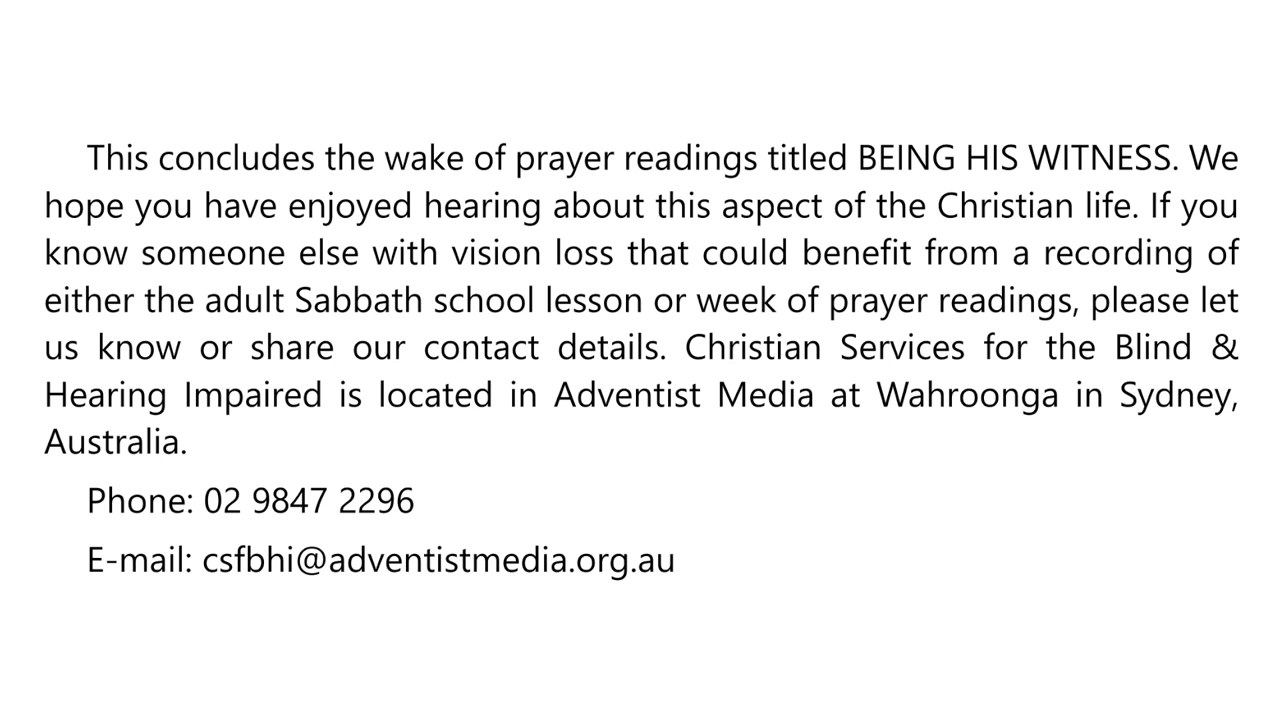 This concludes the wake of prayer readings titled BEING HIS WITNESS. We
hope you have enjoyed hearing about this aspect of the Christian life. If you
know someone else with vision loss that could benefit from a recording of
either the adult Sabbath school lesson or week of prayer readings, please let
us know or share our contact details. Christian Services for the Blind &
Hearing Impaired is located in Adventist Media at Wahroonga in Sydney,
Australia.
Phone: 02 9847 2296
E-mail: csfbhi@adventistmedia.org.au